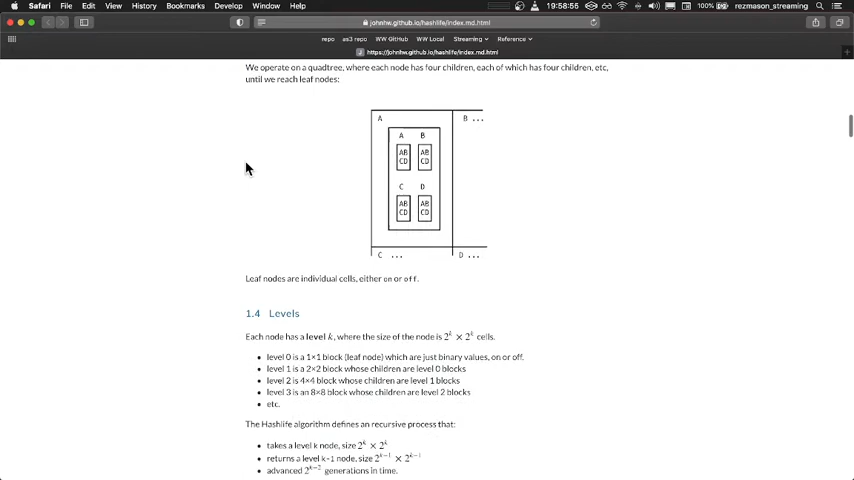 Safari File Edit View History Bookmarks Develop Window Help 19:58:55 100% rezmason_streaming
johnhw.github.io/hashlife/index.md.html
repo as3 repo WW GitHub WW Local Streaming Reference
https://johnhw.github.io/hashlife/index.md.html
We operate on a quadtree, where each node has four children, each of which has four children, etc,
until we reach leaf nodes:
A B ...
A B
AB AB
CD CD
C D
AB AB
CD CD
C ... D ...
Leaf nodes are individual cells, either on or off.
1.4 Levels
Each node has a level k, where the size of the node is 2^k × 2^k cells.
• level 0 is a 1×1 block (leaf node) which are just binary values, on or off.
• level 1 is a 2×2 block whose children are level 0 blocks
• level 2 is 4×4 block whose children are level 1 blocks
• level 3 is an 8×8 block whose children are level 2 blocks
• etc.
The Hashlife algorithm defines an recursive process that:
• takes a level k node, size 2^k × 2^k
• returns a level k-1 node, size 2^{k-1} × 2^{k-1}
• advanced 2^{k-2} generations in time.